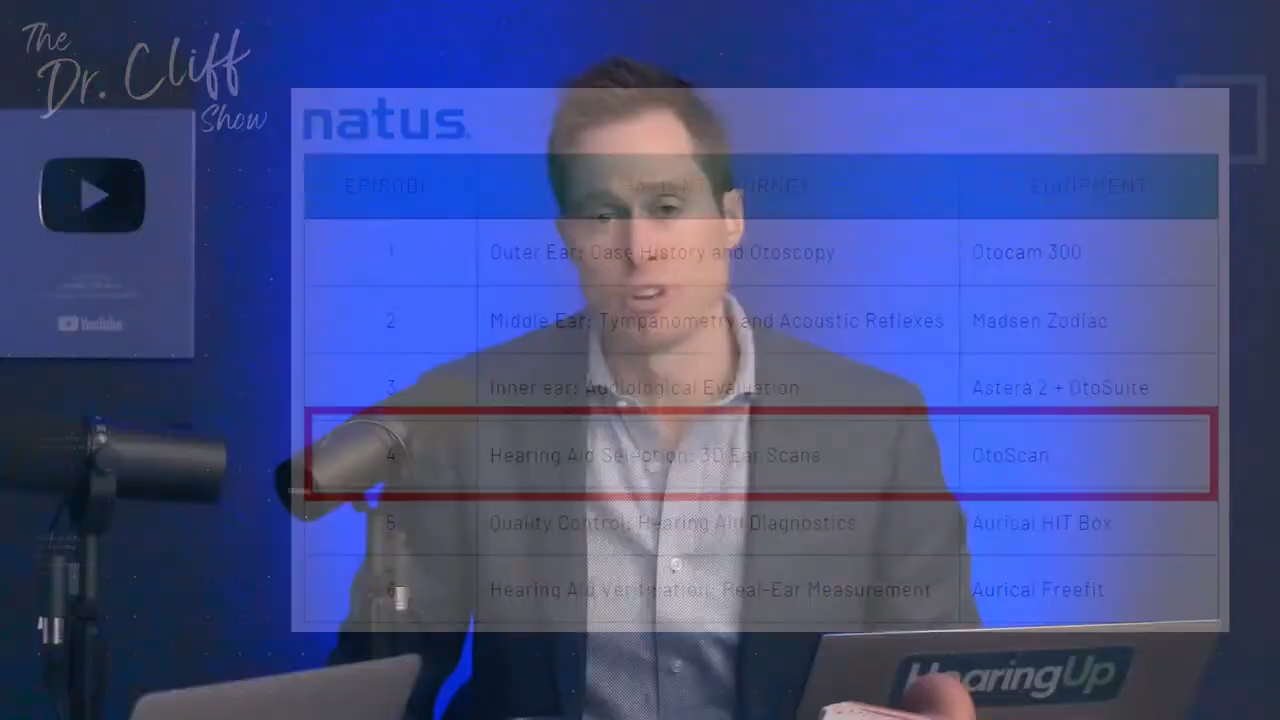 The
Dr. Cliff
Show
natus
EPISODE EQUIPMENT
1 Outer Ear: Case History and Otoscopy Otocam 300
2 Middle Ear: Tympanometry and Acoustic Reflexes Madsen Zodiac
3 Inner ear: Audiological Evaluation Astera 2 + OtoSuite
4 Hearing Aid Selection: 3D Ear Scans OtoScan
5 Quality Control: Hearing Aid Diagnostics Aurical HIT Box
6 Hearing Aid Verification: Real-Ear Measurement Aurical Freefit
YouTube
HearingUp